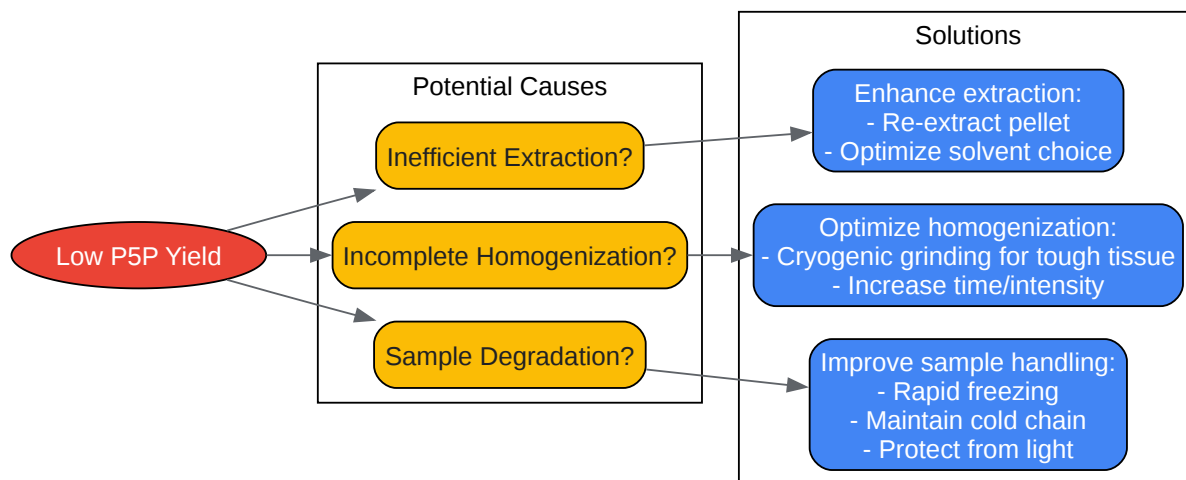 Low P5P Yield
Potential Causes
Inefficient Extraction?
Incomplete Homogenization?
Sample Degradation?
Solutions
Enhance extraction:
- Re-extract pellet
- Optimize solvent choice
Optimize homogenization:
- Cryogenic grinding for tough tissue
- Increase time/intensity
Improve sample handling:
- Rapid freezing
- Maintain cold chain
- Protect from light